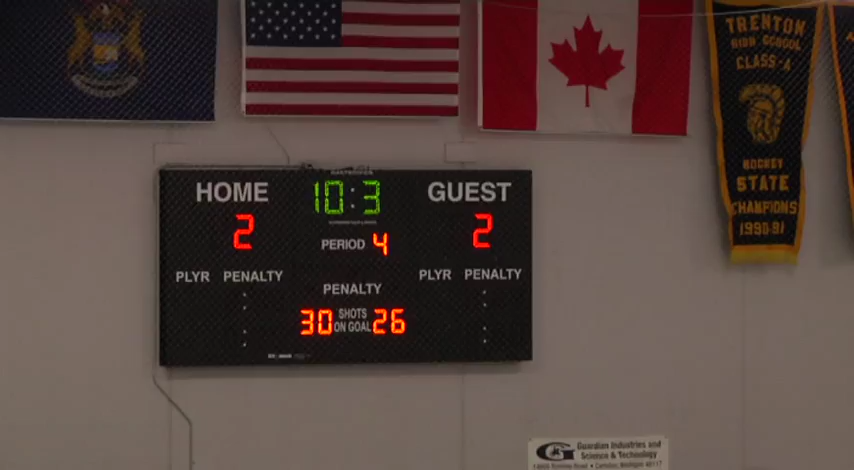 TRENTON
HIGH SCHOOL
CLASS-A
HOCKEY
STATE
CHAMPIONS
1990-91
HOME
10:3
GUEST
2
2
PERIOD 4
PLYR PENALTY
PLYR PENALTY
PENALTY
30 SHOTS ON GOAL 26
G Guardian Industries and
Science & Technology